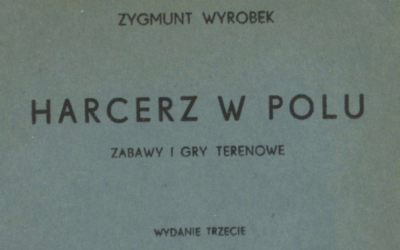 ZYGMUNT WYROBEK
HARCERZ W POLU
ZABAWY I GRY TERENOWE
WYDANIE TRZECIE